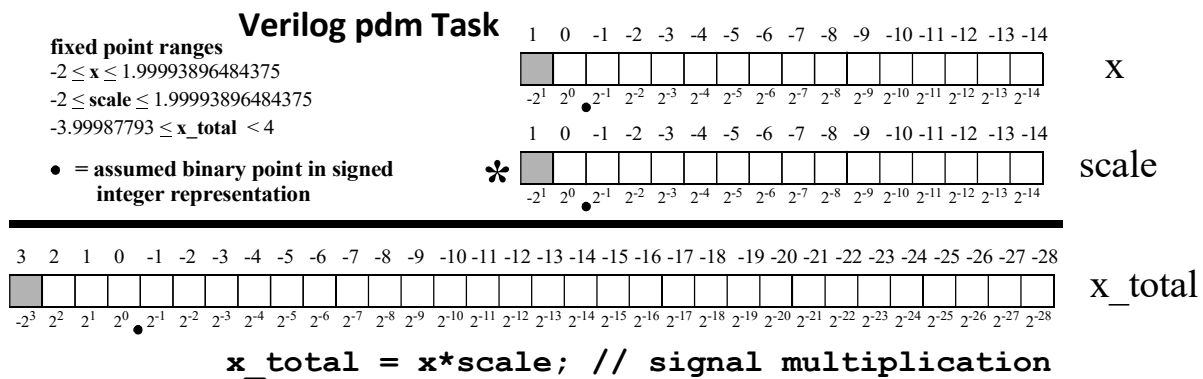 Verilog pdm Task
fixed point ranges
-2 ≤ x ≤ 1.99993896484375
-2 ≤ scale ≤ 1.99993896484375
-3.99987793 ≤ x_total < 4
• = assumed binary point in signed
integer representation
1 0 -1 -2 -3 -4 -5 -6 -7 -8 -9 -10 -11 -12 -13 -14
x
-2¹ 2⁰ • 2⁻¹ 2⁻² 2⁻³ 2⁻⁴ 2⁻⁵ 2⁻⁶ 2⁻⁷ 2⁻⁸ 2⁻⁹ 2⁻¹⁰ 2⁻¹¹ 2⁻¹² 2⁻¹³ 2⁻¹⁴
1 0 -1 -2 -3 -4 -5 -6 -7 -8 -9 -10 -11 -12 -13 -14
* scale
-2¹ 2⁰ • 2⁻¹ 2⁻² 2⁻³ 2⁻⁴ 2⁻⁵ 2⁻⁶ 2⁻⁷ 2⁻⁸ 2⁻⁹ 2⁻¹⁰ 2⁻¹¹ 2⁻¹² 2⁻¹³ 2⁻¹⁴
3 2 1 0 -1 -2 -3 -4 -5 -6 -7 -8 -9 -10 -11 -12 -13 -14 -15 -16 -17 -18 -19 -20 -21 -22 -23 -24 -25 -26 -27 -28
x_total
-2³ 2² 2¹ 2⁰ • 2⁻¹ 2⁻² 2⁻³ 2⁻⁴ 2⁻⁵ 2⁻⁶ 2⁻⁷ 2⁻⁸ 2⁻⁹ 2⁻¹⁰ 2⁻¹¹ 2⁻¹² 2⁻¹³ 2⁻¹⁴ 2⁻¹⁵ 2⁻¹⁶ 2⁻¹⁷ 2⁻¹⁸ 2⁻¹⁹ 2⁻²⁰ 2⁻²¹ 2⁻²² 2⁻²³ 2⁻²⁴ 2⁻²⁵ 2⁻²⁶ 2⁻²⁷ 2⁻²⁸
x_total = x*scale; // signal multiplication